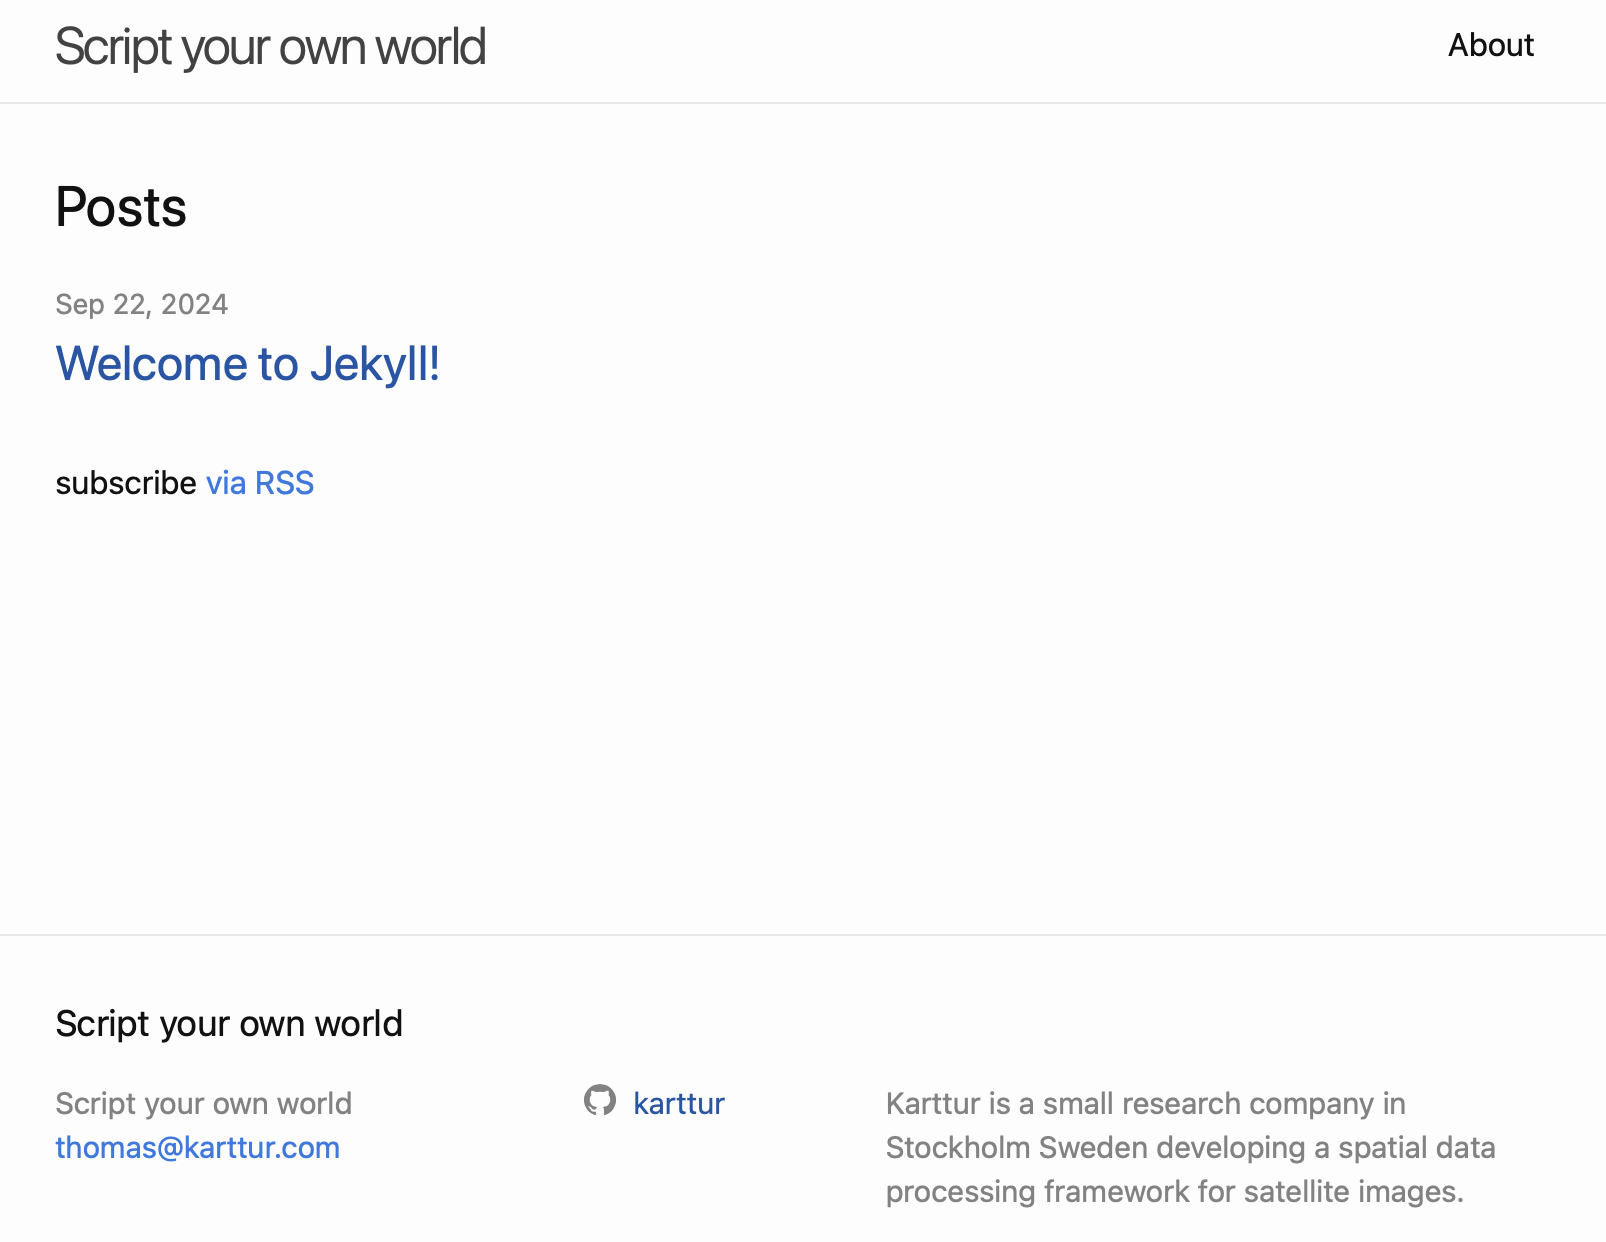 Script your own world
About
Posts
Sep 22, 2024
Welcome to Jekyll!
subscribe via RSS
Script your own world
Script your own world
thomas@karttur.com
karttur
Karttur is a small research company in
Stockholm Sweden developing a spatial data
processing framework for satellite images.